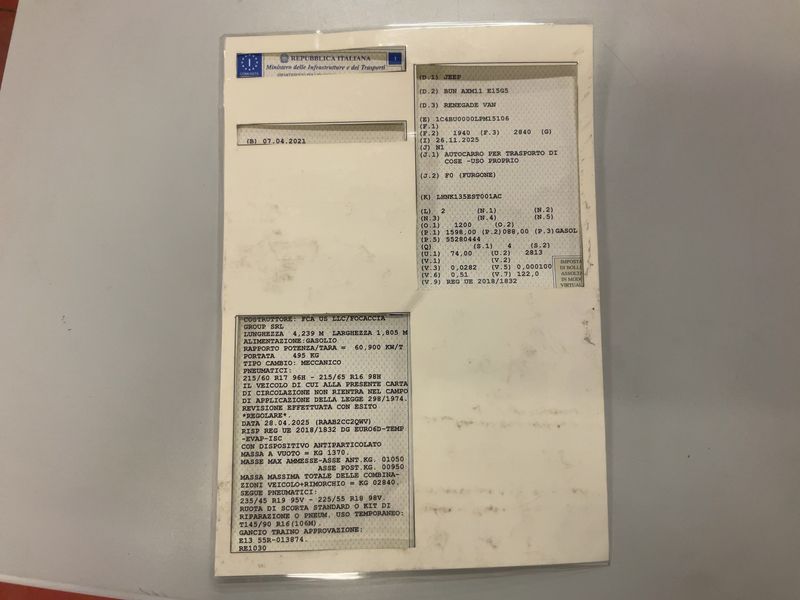 I
REPUBBLICA ITALIANA
Ministero delle Infrastrutture e dei Trasporti
(B) 07.04.2021
(D.1) JEEP
(D.2) BUN AXM11 E15G5
(D.3) RENEGADE VAN
(E) 1C4BU0000LPM15106
(F.1)
(F.2) 1940 (F.3) 2840 (G)
(I) 26.11.2025
(J) N1
(J.1) AUTOCARRO PER TRASPORTO DI
COSE -USO PROPRIO
(J.2) F0 (FURGONE)
(K) LMNK135EST001AC
(L) 2 (N.1) (N.2)
(N.3) (N.4) (N.5)
(O.1) 1200 (O.2)
(P.1) 1598,00 (P.2)088,00 (P.3)GASOL
(P.5) 55280444
(Q) (S.1) 4 (S.2)
(U.1) 74,00 (U.2) 2813
(V.1) (V.2)
(V.3) 0,0282 (V.5) 0,000100
(V.6) 0,51 (V.7) 122,0
(V.9) REG UE 2018/1832
IMPOSTA
DI BOLLO
ASSOLTA
IN MODO
VIRTUAL
COSTRUTTORE: FCA US LLC/FOCACCIA
GROUP SRL
LUNGHEZZA 4,239 M LARGHEZZA 1,805 M
ALIMENTAZIONE:GASOLIO
RAPPORTO POTENZA/TARA = 60,900 KW/T
PORTATA 495 KG
TIPO CAMBIO: MECCANICO
PNEUMATICI:
215/60 R17 96H - 215/65 R16 98H
IL VEICOLO DI CUI ALLA PRESENTE CARTA
DI CIRCOLAZIONE NON RIENTRA NEL CAMPO
DI APPLICAZIONE DELLA LEGGE 298/1974.
REVISIONE EFFETTUATA CON ESITO
*REGOLARE*.
DATA 28.04.2025 (RAAB2CC2QWV)
RISP REG UE 2018/1832 DG EURO6D-TEMP
-EVAP-ISC
CON DISPOSITIVO ANTIPARTICOLATO
MASSA A VUOTO = KG 1370.
MASSE MAX AMMESSE-ASSE ANT.KG. 01050
ASSE POST.KG. 00950
MASSA MASSIMA TOTALE DELLE COMBINA-
ZIONI VEICOLO+RIMORCHIO = KG 02840.
SEGUE PNEUMATICI:
235/45 R19 95V - 225/55 R18 98V.
RUOTA DI SCORTA STANDARD O KIT DI
RIPARAZIONE O PNEUM. USO TEMPORANEO:
T145/90 R16(106M).
GANCIO TRAINO APPROVAZIONE:
E13 55R-013874.
RE1030